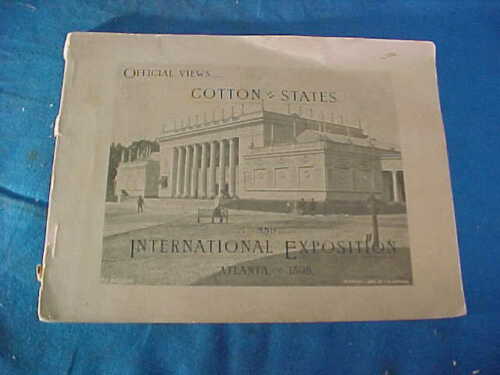 OFFICIAL VIEWS....
COTTON STATES
AND
INTERNATIONAL EXPOSITION
ATLANTA 1895.